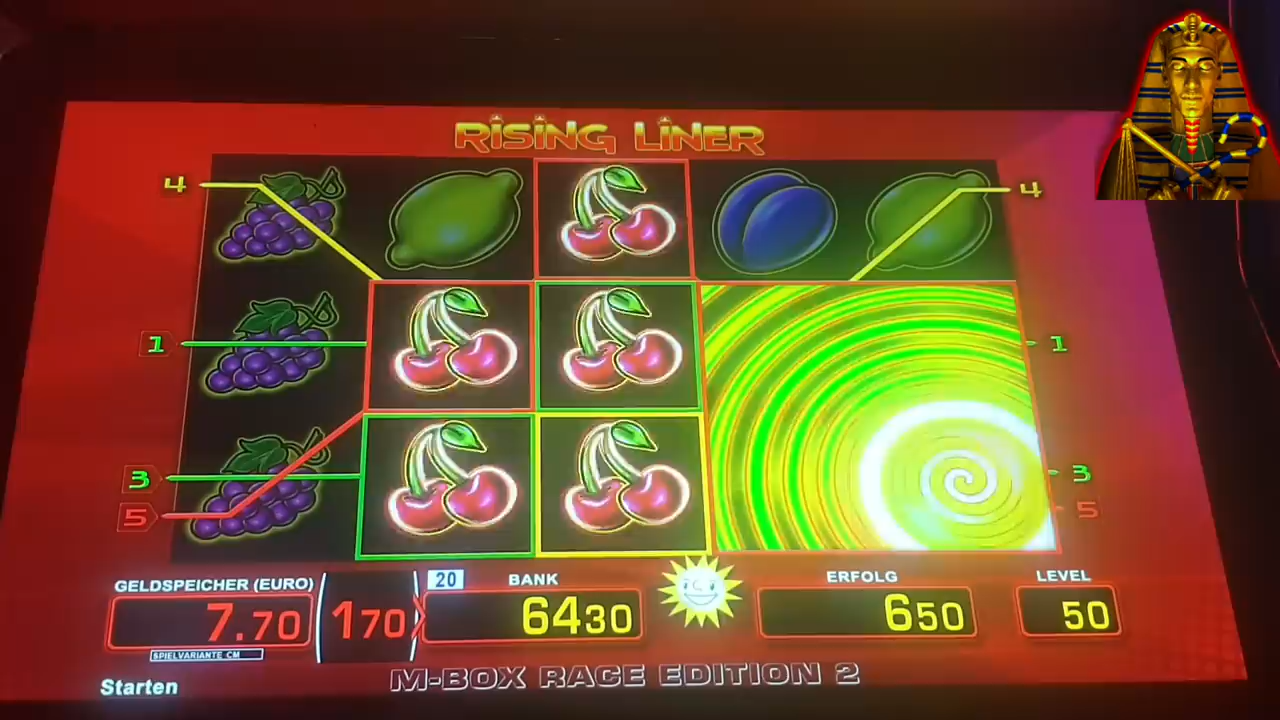 RISING LINER
4 4
1 1
3 3
5 5
GELDSPEICHER (EURO) 20 BANK ERFOLG LEVEL
7.70 170 6430 650 50
SPIELVARIANTE CM
Starten M-BOX RACE EDITION 2